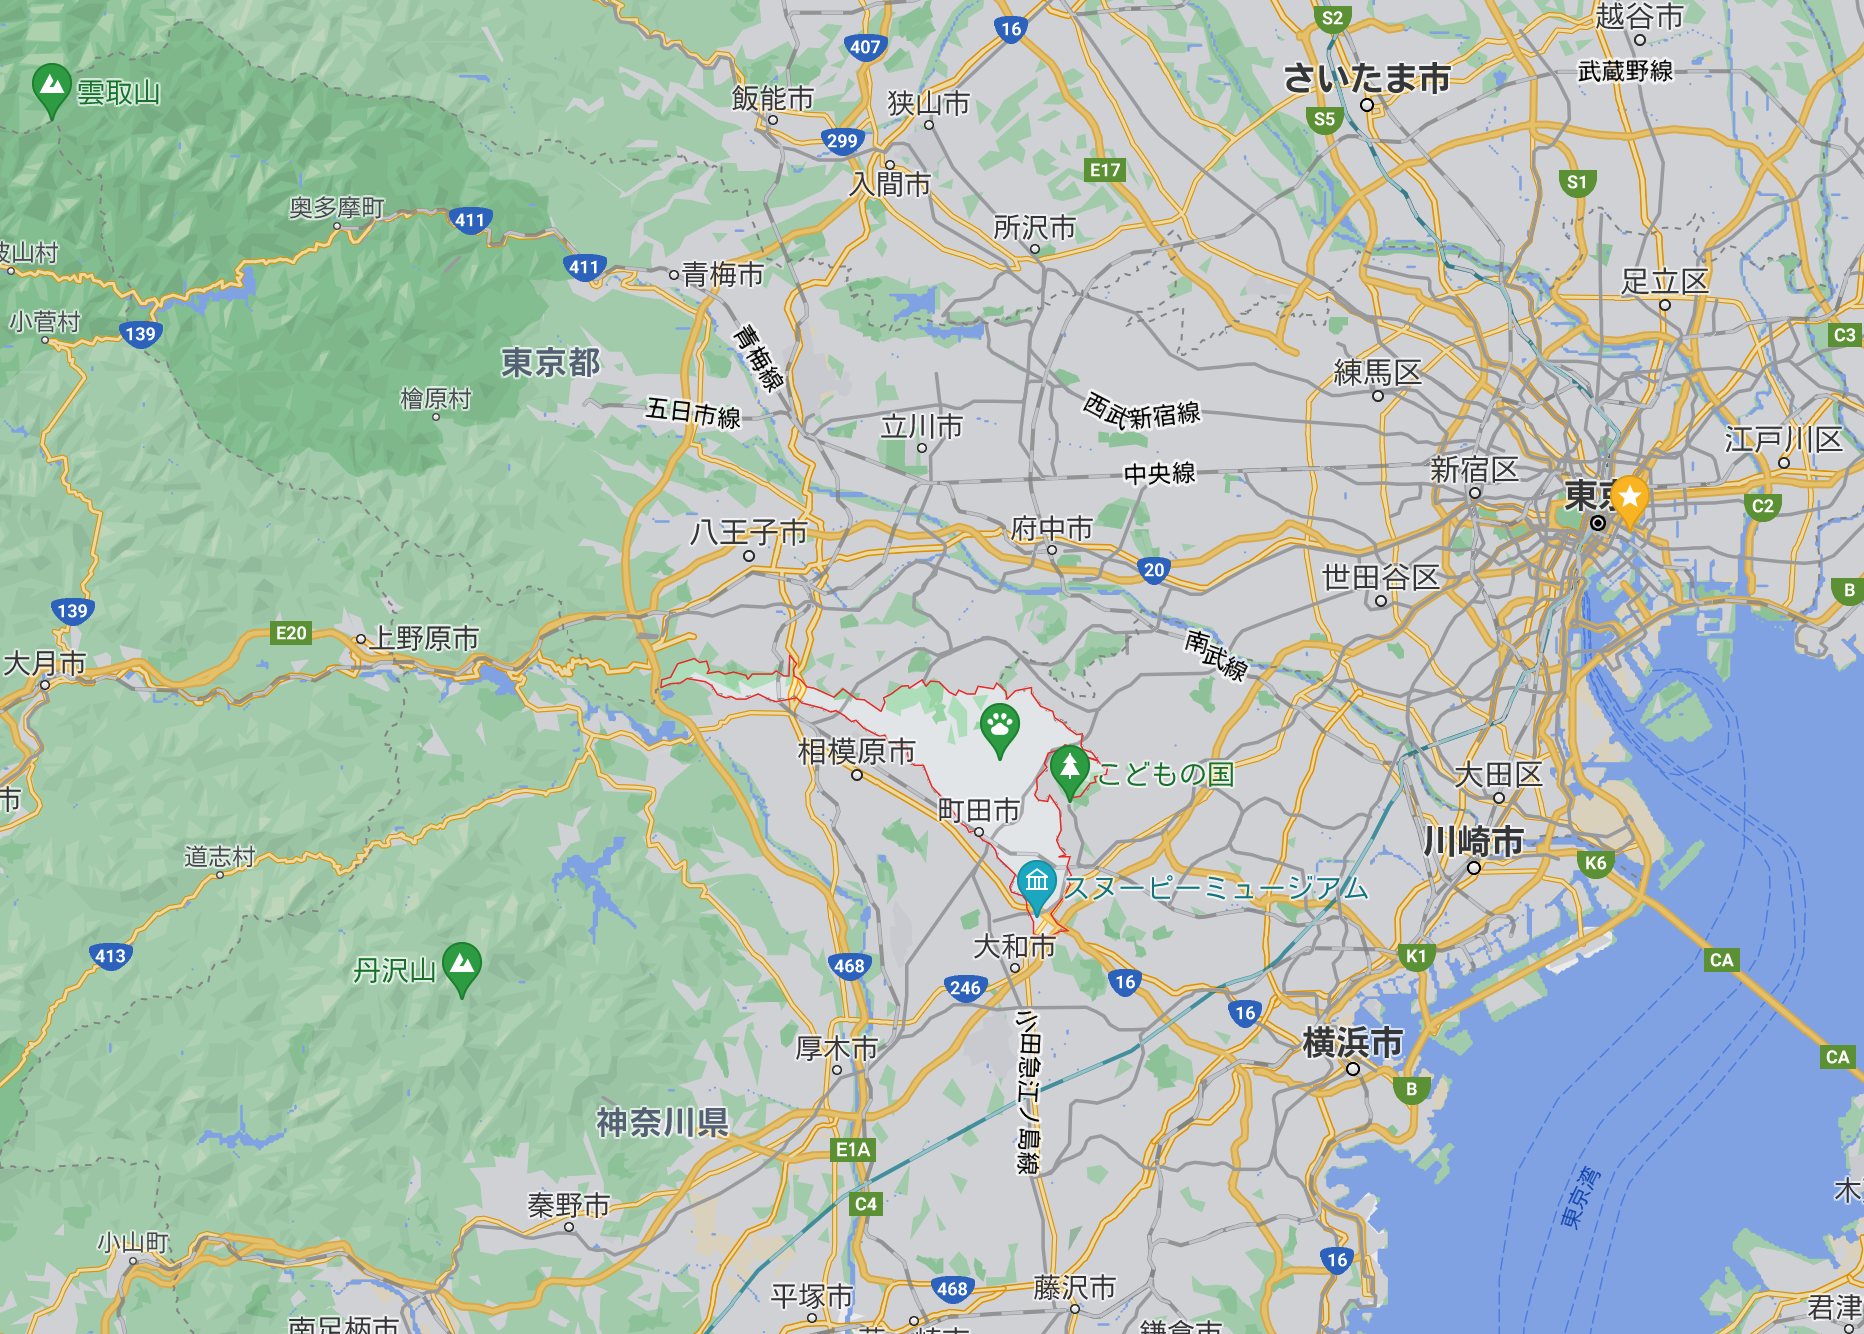 越谷市
S2
16
407
さいたま市
武蔵野線
雲取山
飯能市
狭山市
S5
299
E17
入間市
S1
奥多摩町
411
所沢市
山村
411
青梅市
足立区
小菅村
139
C3
青梅線
東京都
練馬区
檜原村
五日市線
西武新宿線
立川市
江戸川区
中央線
新宿区
東京
C2
八王子市
府中市
20
世田谷区
B
139
E20
上野原市
南武線
大月市
相模原市
こどもの国
大田区
市
町田市
川崎市
道志村
K6
スヌーピーミュージアム
大和市
413
丹沢山
468
K1
CA
246
16
16
小田急江ノ島線
厚木市
横浜市
CA
B
神奈川県
E1A
東京湾
木
C4
秦野市
小山町
16
平塚市
468
藤沢市
君津
南足柄市
鎌倉市